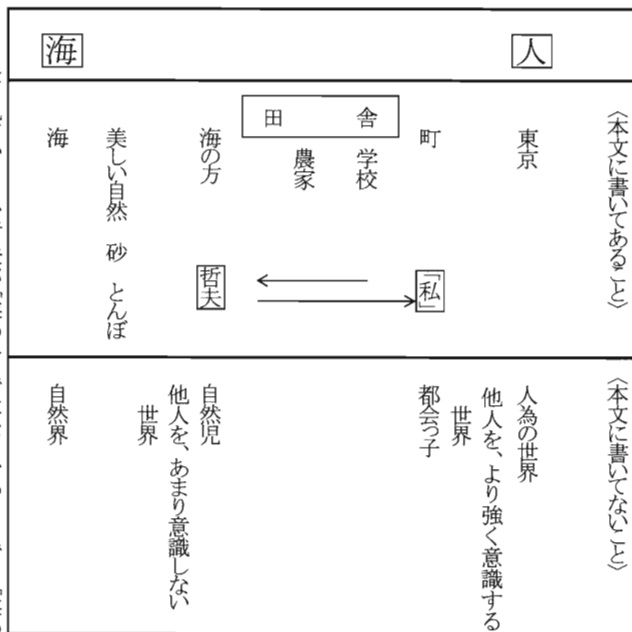 〈本文に書いてあること〉
〈本文に書いてないこと〉
人
東京
人為の世界
他人を、より強く意識する
世界
町
「私」
都会っ子
田舎
学校
農家
海の方
哲夫
自然児
他人を、あまり意識しない
世界
美しい自然 砂 とんぼ
海
海
自然界